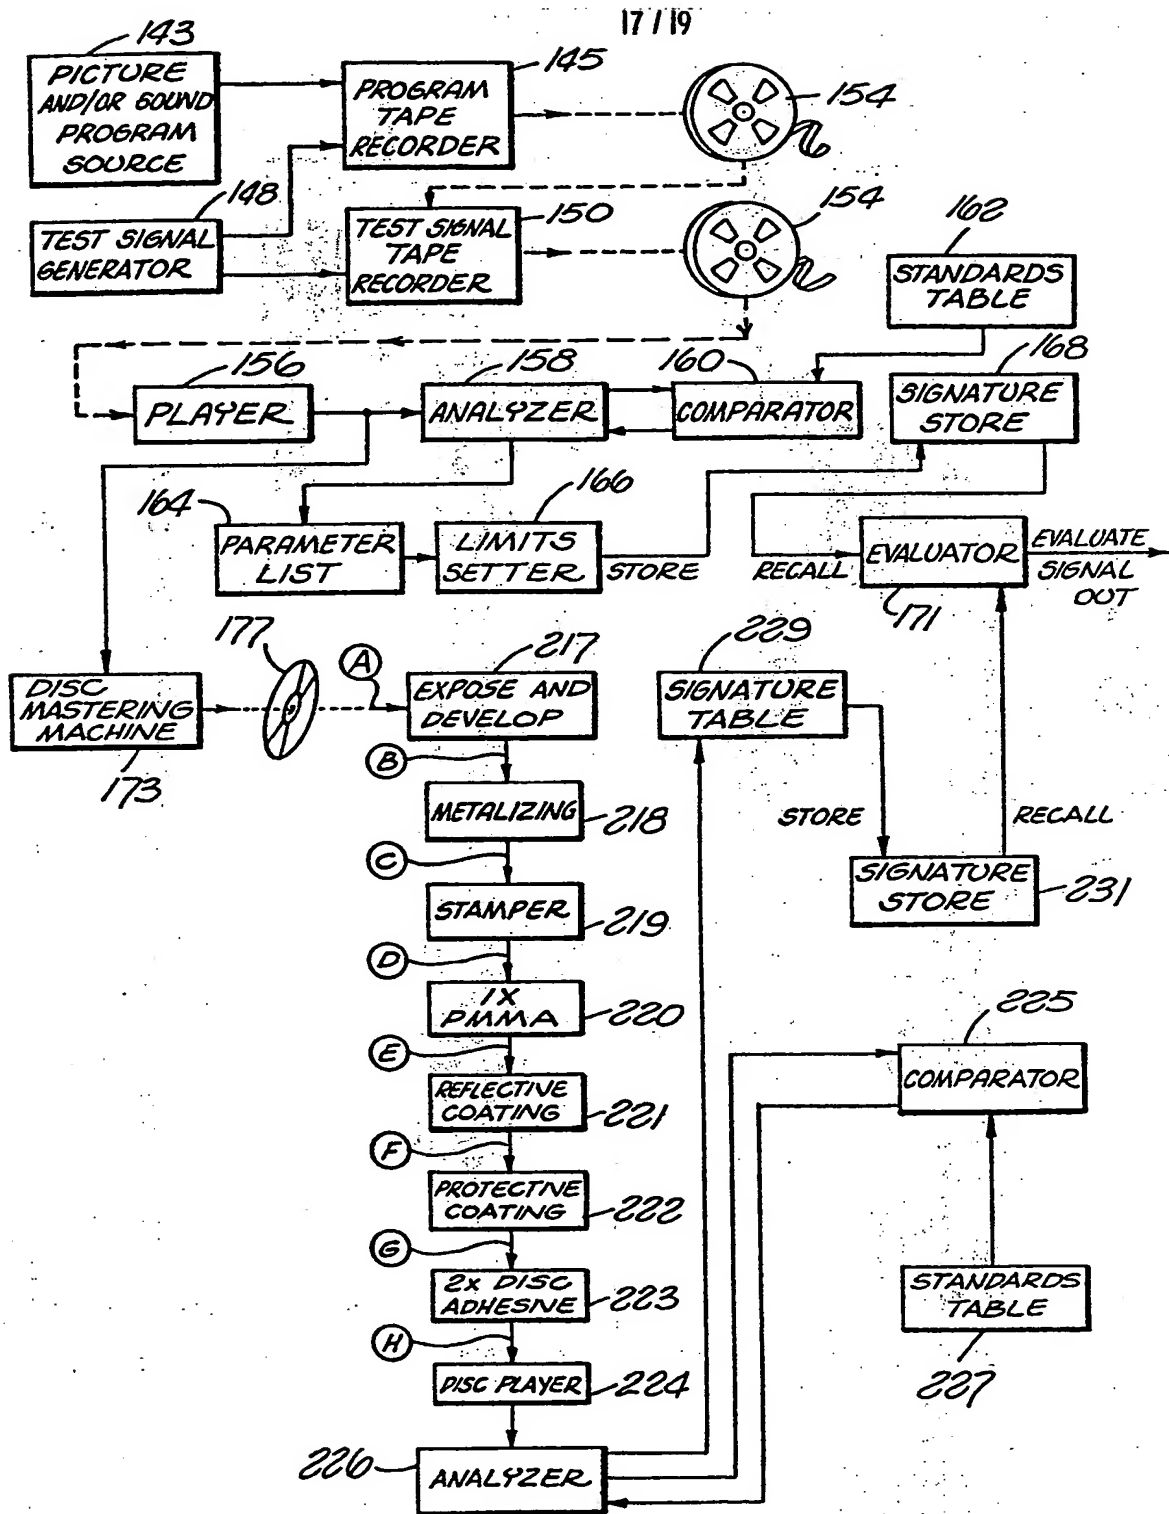 17/19
143
PICTURE
AND/OR SOUND
PROGRAM
SOURCE
145
PROGRAM
TAPE
RECORDER
154
148
TEST SIGNAL
GENERATOR
150
TEST SIGNAL
TAPE
RECORDER
154
162
STANDARDS
TABLE
156
PLAYER
158
ANALYZER
160
COMPARATOR
168
SIGNATURE
STORE
164
PARAMETER
LIST
166
LIMITS
SETTER
STORE
RECALL
EVALUATOR
171
EVALUATE
SIGNAL
OUT
DISC
MASTERING
MACHINE
173
177
A
217
EXPOSE AND
DEVELOP
229
SIGNATURE
TABLE
B
METALIZING
218
STORE
RECALL
C
STAMPER
219
SIGNATURE
STORE
231
D
1X
PMMA
220
E
REFLECTIVE
COATING
221
225
COMPARATOR
F
PROTECTIVE
COATING
222
G
2X DISC
ADHESIVE
223
STANDARDS
TABLE
227
H
DISC PLAYER
224
226
ANALYZER